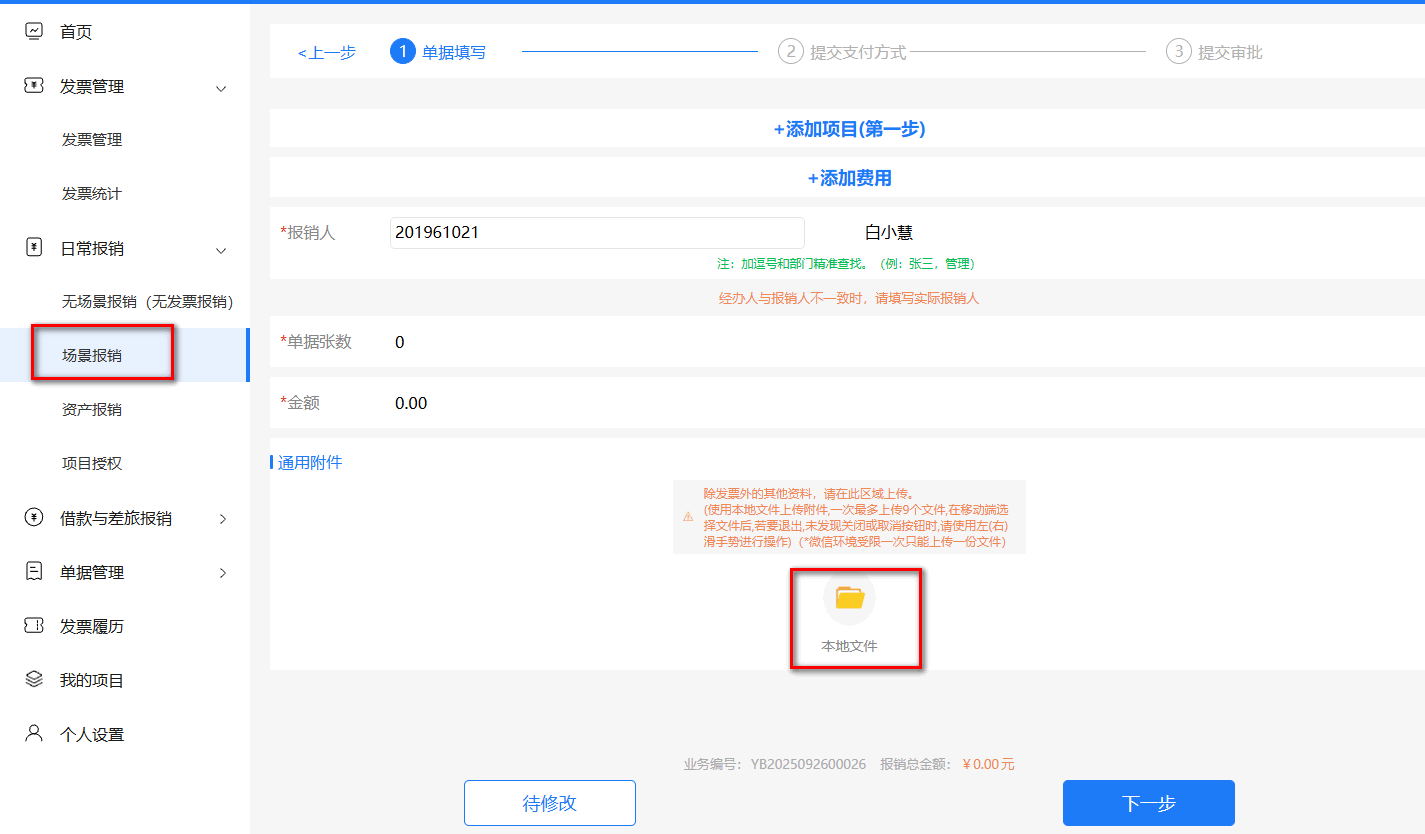 首页
发票管理
发票管理
发票统计
日常报销
无场景报销（无发票报销）
场景报销
资产报销
项目授权
借款与差旅报销
单据管理
发票履历
我的项目
个人设置
<上一步
1 单据填写
2 提交支付方式
3 提交审批
+添加项目(第一步)
+添加费用
*报销人 201961021 白小慧
注：加逗号和部门精准查找。（例：张三，管理）
经办人与报销人不一致时，请填写实际报销人
*单据张数 0
*金额 0.00
通用附件
除发票外的其他资料，请在此区域上传。
(使用本地文件上传附件,一次最多上传9个文件,在移动端选
择文件后,若要退出,未发现关闭或取消按钮时,请使用左(右)
滑手势进行操作)（*微信环境受限一次只能上传一份文件）
本地文件
业务编号：YB2025092600026 报销总金额：￥0.00元
待修改
下一步